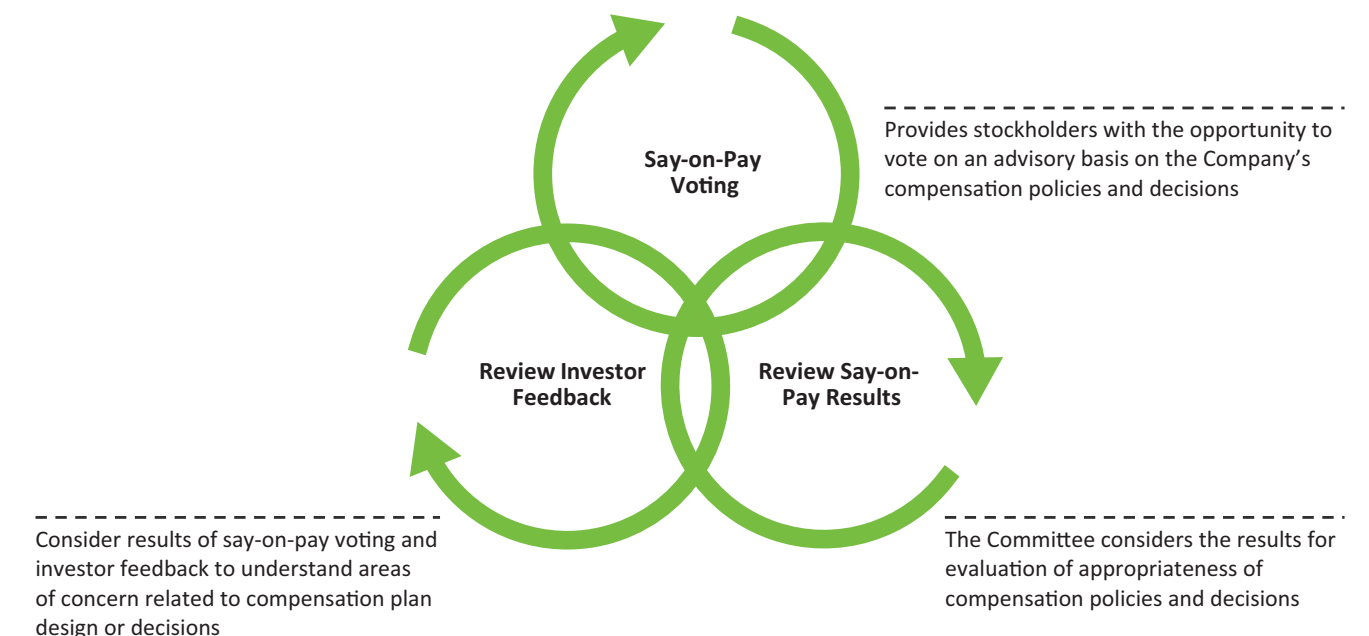 Say-on-Pay
Voting
Provides stockholders with the opportunity to
vote on an advisory basis on the Company’s
compensation policies and decisions
Review Investor
Feedback
Review Say-on-
Pay Results
Consider results of say-on-pay voting and
investor feedback to understand areas
of concern related to compensation plan
design or decisions
The Committee considers the results for
evaluation of appropriateness of
compensation policies and decisions